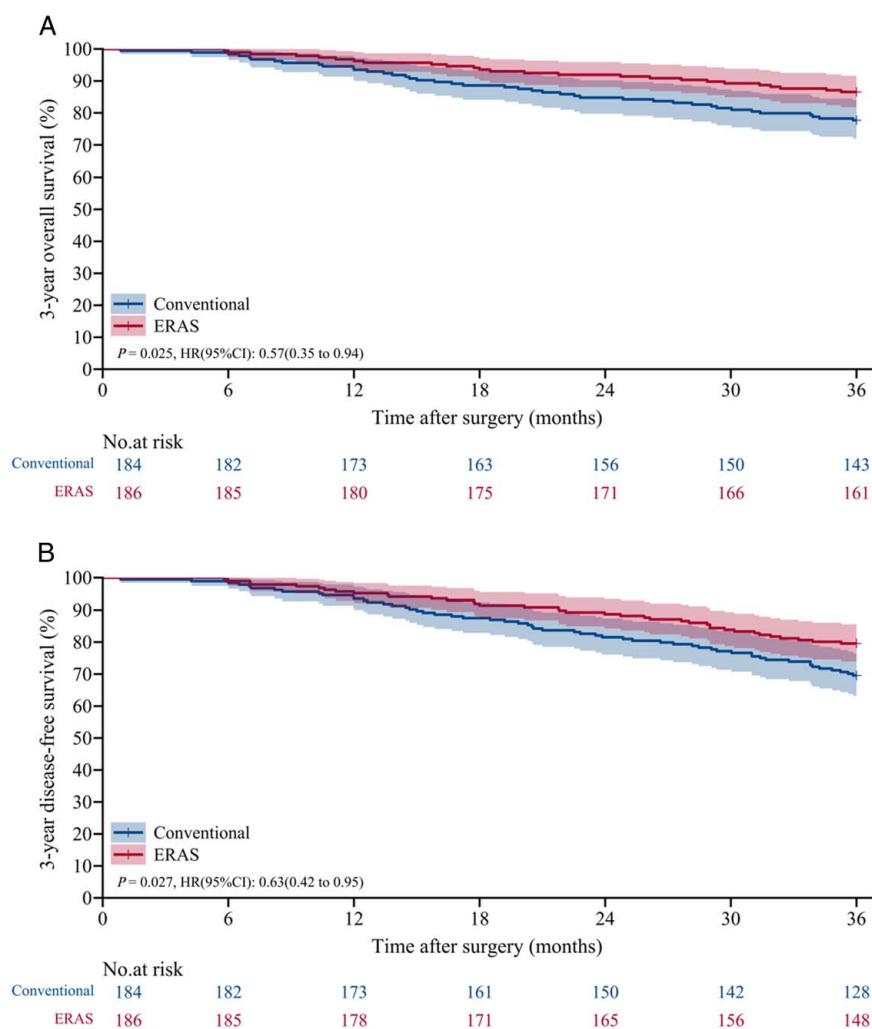 A
3-year overall survival (%)
100
90
80
70
60
50
40
30
20
10
0
Conventional
ERAS
P = 0.025, HR(95%CI): 0.57(0.35 to 0.94)
0 6 12 18 24 30 36
Time after surgery (months)
No.at risk
Conventional 184 182 173 163 156 150 143
ERAS 186 185 180 175 171 166 161
B
3-year disease-free survival (%)
100
90
80
70
60
50
40
30
20
10
0
Conventional
ERAS
P = 0.027, HR(95%CI): 0.63(0.42 to 0.95)
0 6 12 18 24 30 36
Time after surgery (months)
No.at risk
Conventional 184 182 173 161 150 142 128
ERAS 186 185 178 171 165 156 148